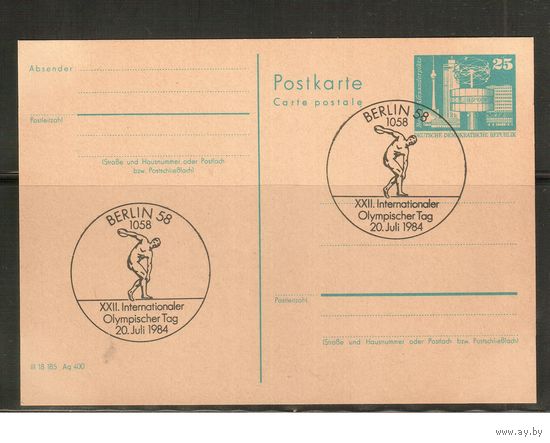 Absender
Postleitzahl
(Straße und Hausnummer oder Postfach
bzw. Postschließfach)
BERLIN 58
1058
XXII. Internationaler
Olympischer Tag
20. Juli 1984
III 18 185 Ag 400
Postkarte
Carte postale
25
DEUTSCHE DEMOKRATISCHE REPUBLIK
BERLIN 58
1058
XXII. Internationaler
Olympischer Tag
20. Juli 1984
Postleitzahl
(Straße und Hausnummer oder Postfach bzw. Postschließfach)
www.ay.by